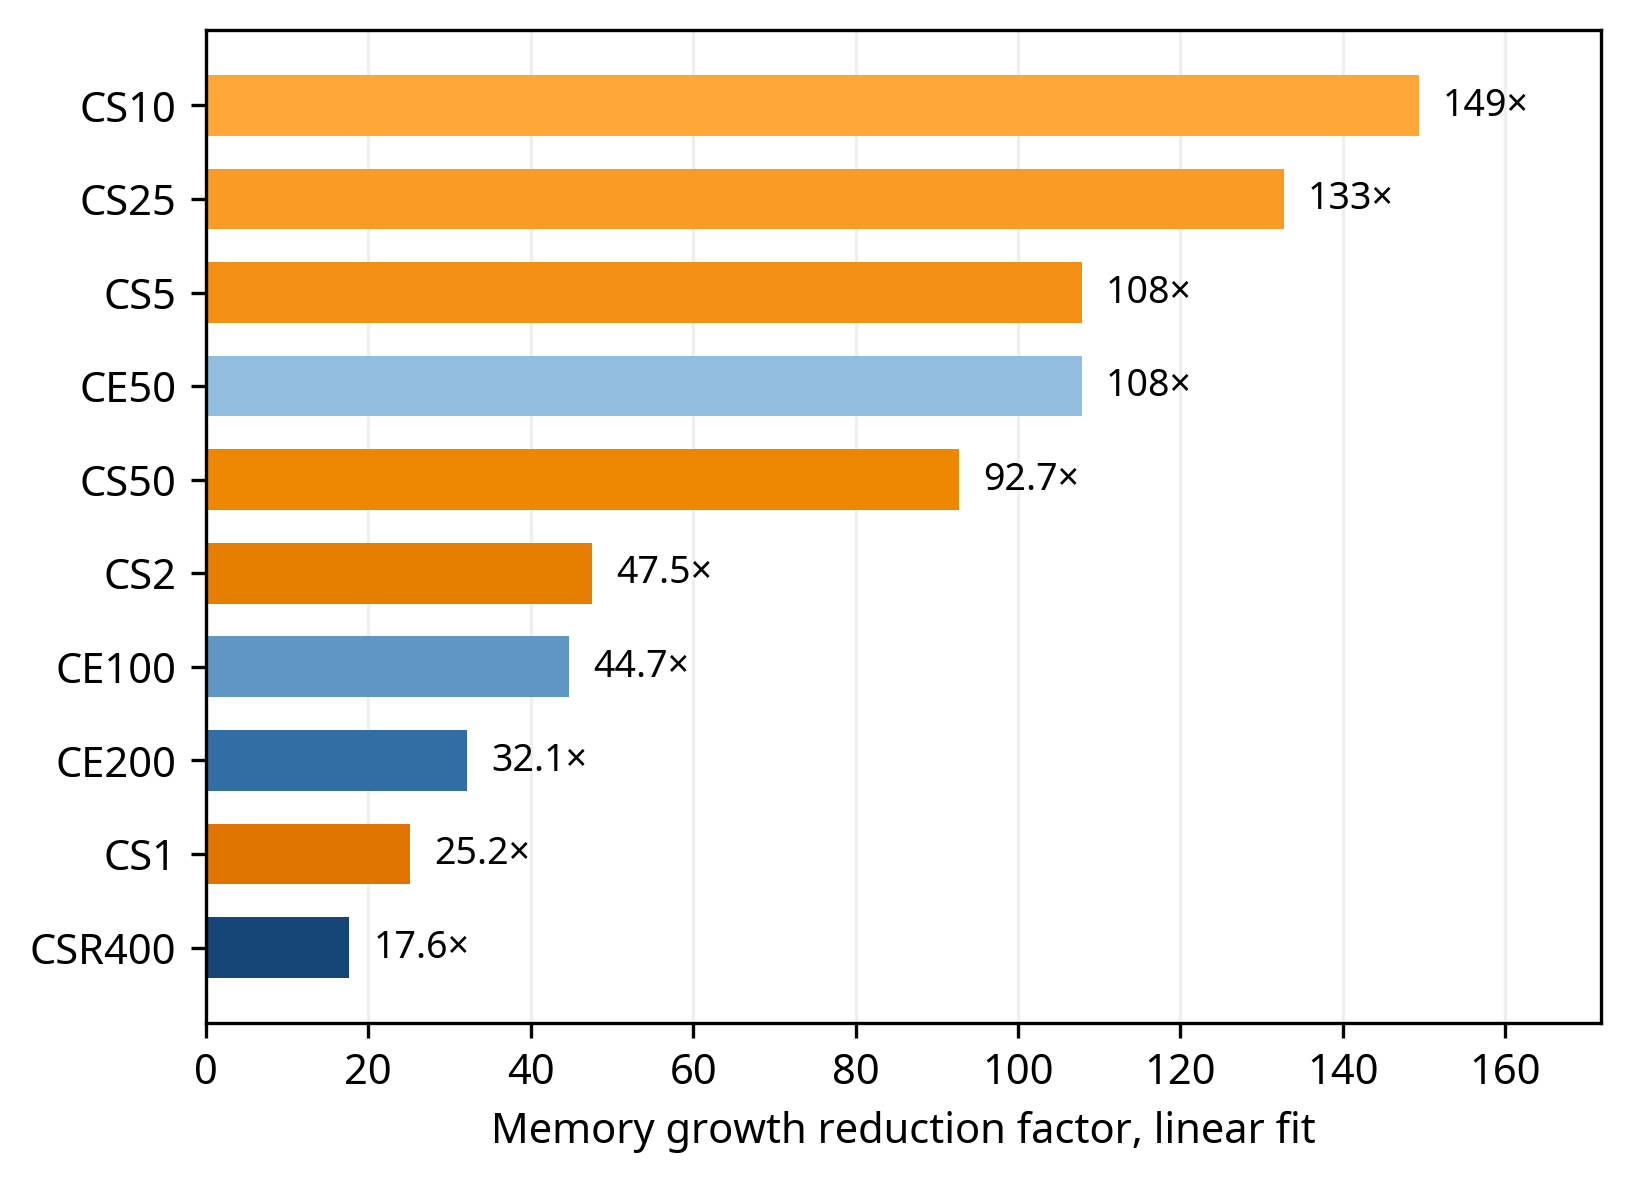 CS10 149×
CS25 133×
CS5 108×
CE50 108×
CS50 92.7×
CS2 47.5×
CE100 44.7×
CE200 32.1×
CS1 25.2×
CSR400 17.6×
0 20 40 60 80 100 120 140 160
Memory growth reduction factor, linear fit